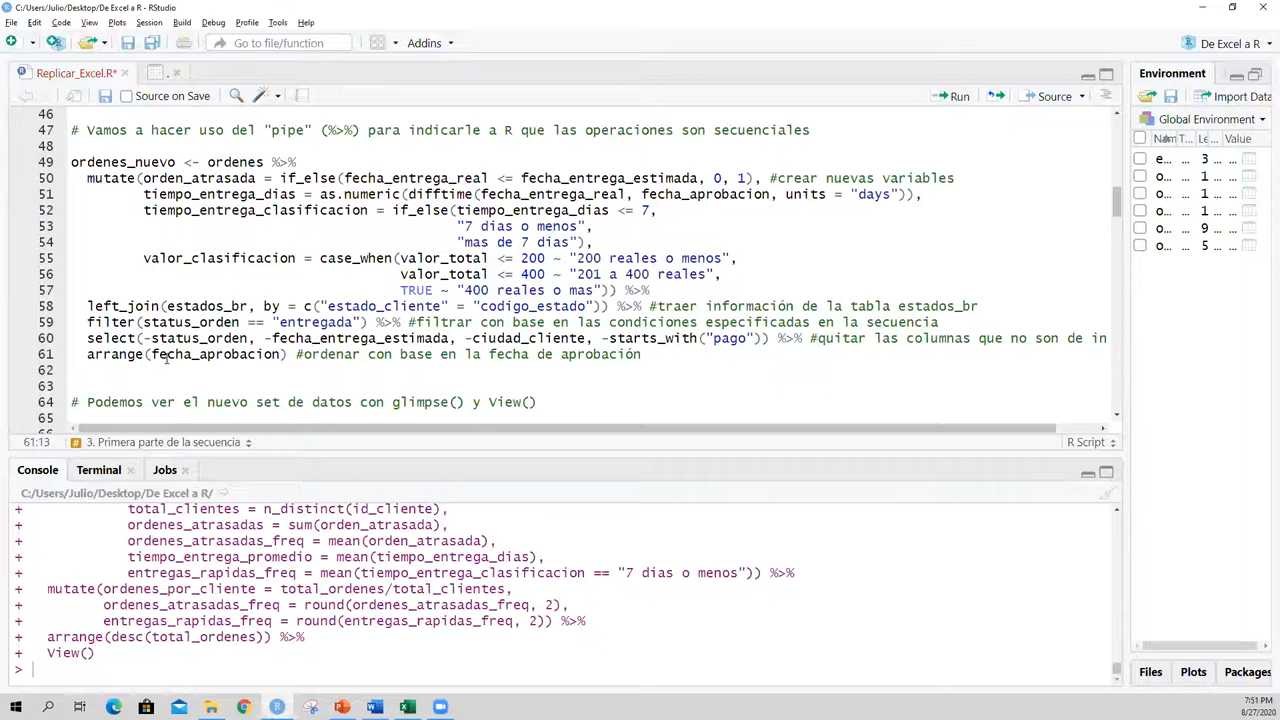 C:/Users/Julio/Desktop/De Excel a R - RStudio
File Edit Code View Plots Session Build Debug Profile Tools Help
Go to file/function Addins De Excel a R
Replicar_Excel.R* .
Source on Save Run Source
46
47 # Vamos a hacer uso del "pipe" (%>%) para indicarle a R que las operaciones son secuenciales
48
49 ordenes_nuevo <- ordenes %>%
50 mutate(orden_atrasada = if_else(fecha_entrega_real <= fecha_entrega_estimada, 0, 1), #crear nuevas variables
51 tiempo_entrega_dias = as.numeric(difftime(fecha_entrega_real, fecha_aprobacion, units = "days")),
52 tiempo_entrega_clasificacion = if_else(tiempo_entrega_dias <= 7,
53 "7 dias o menos",
54 "mas de 7 dias"),
55 valor_clasificacion = case_when(valor_total <= 200 ~ "200 reales o menos",
56 valor_total <= 400 ~ "201 a 400 reales",
57 TRUE ~ "400 reales o mas")) %>%
58 left_join(estados_br, by = c("estado_cliente" = "codigo_estado")) %>% #traer información de la tabla estados_br
59 filter(status_orden == "entregada") %>% #filtrar con base en las condiciones especificadas en la secuencia
60 select(-status_orden, -fecha_entrega_estimada, -ciudad_cliente, -starts_with("pago")) %>% #quitar las columnas que no son de in
61 arrange(fecha_aprobacion) #ordenar con base en la fecha de aprobación
62
63
64 # Podemos ver el nuevo set de datos con glimpse() y View()
65
61:13 3. Primera parte de la secuencia R Script
Console Terminal Jobs
C:/Users/Julio/Desktop/De Excel a R/
+ total_clientes = n_distinct(id_cliente),
+ ordenes_atrasadas = sum(orden_atrasada),
+ ordenes_atrasadas_freq = mean(orden_atrasada),
+ tiempo_entrega_promedio = mean(tiempo_entrega_dias),
+ entregas_rapidas_freq = mean(tiempo_entrega_clasificacion == "7 dias o menos")) %>%
+ mutate(ordenes_por_cliente = total_ordenes/total_clientes,
+ ordenes_atrasadas_freq = round(ordenes_atrasadas_freq, 2),
+ entregas_rapidas_freq = round(entregas_rapidas_freq, 2)) %>%
+ arrange(desc(total_ordenes)) %>%
+ View()
>
Environment
Import Data
Global Environment
T... Value
e... ... 3 ...
o... ... 1 ...
o... ... 1 ...
o... ... 1 ...
o... ... 9 ...
o... ... 5 ...
Files Plots Packages
7:51 PM
8/27/2020